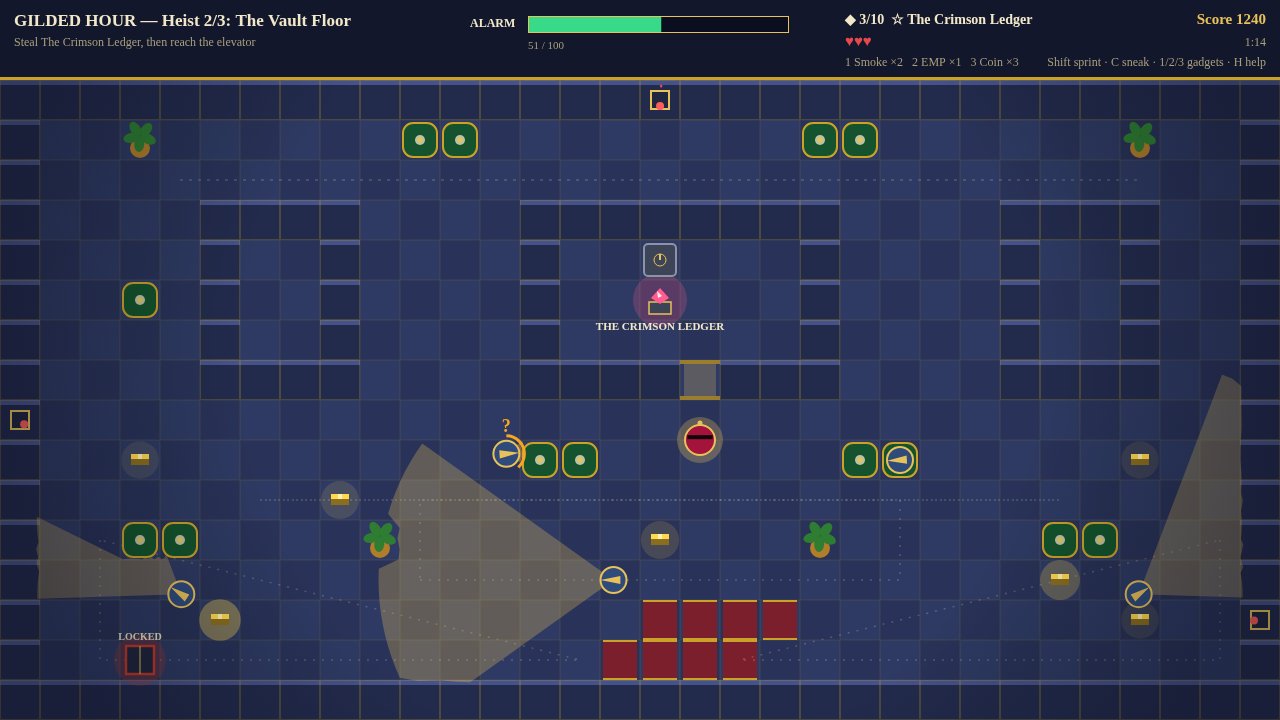 GILDED HOUR — Heist 2/3: The Vault Floor
Steal The Crimson Ledger, then reach the elevator
ALARM
51 / 100
◆ 3/10 ☆ The Crimson Ledger
Score 1240
♥♥♥
1:14
1 Smoke ×2 2 EMP ×1 3 Coin ×3
Shift sprint · C sneak · 1/2/3 gadgets · H help
THE CRIMSON LEDGER
?
LOCKED